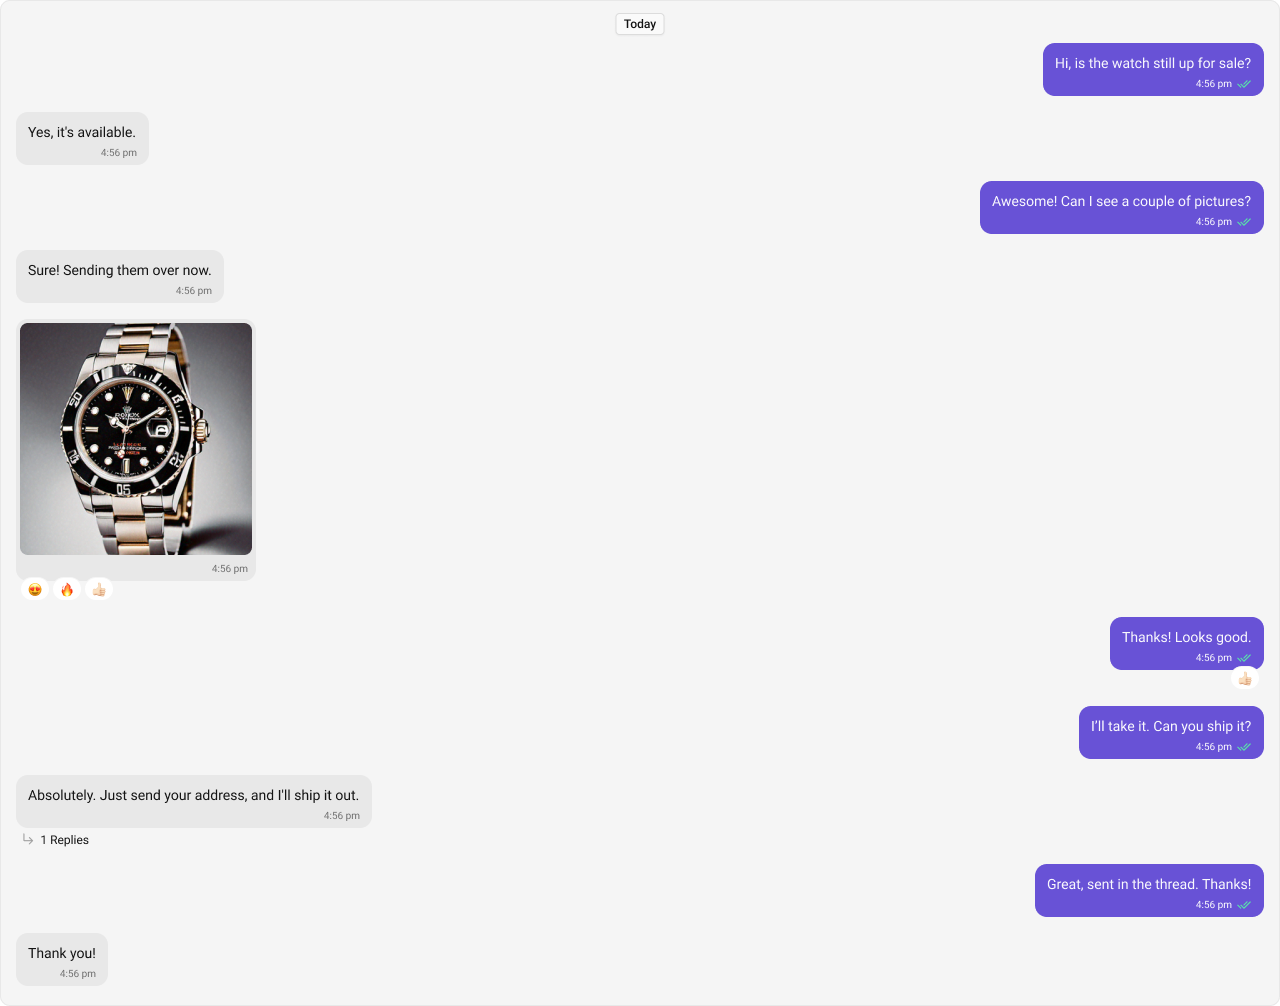 Today
Hi, is the watch still up for sale?
4:56 pm
Yes, it's available.
4:56 pm
Awesome! Can I see a couple of pictures?
4:56 pm
Sure! Sending them over now.
4:56 pm
05
4:56 pm
Thanks! Looks good.
4:56 pm
I'll take it. Can you ship it?
4:56 pm
Absolutely. Just send your address, and I'll ship it out.
4:56 pm
1 Replies
Great, sent in the thread. Thanks!
4:56 pm
Thank you!
4:56 pm